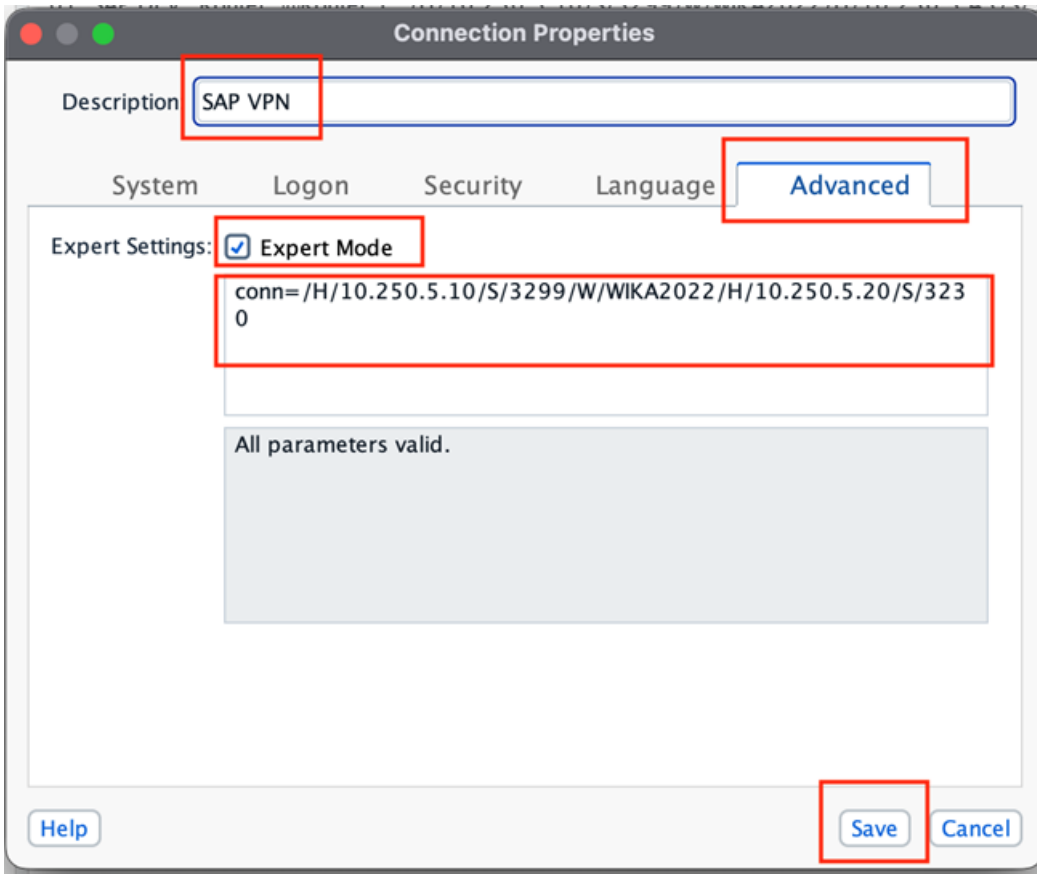 Connection Properties
Description SAP VPN
System Logon Security Language Advanced
Expert Settings: Expert Mode
conn=/H/10.250.5.10/S/3299/W/WIKA2022/H/10.250.5.20/S/323
0
All parameters valid.
Help Save Cancel